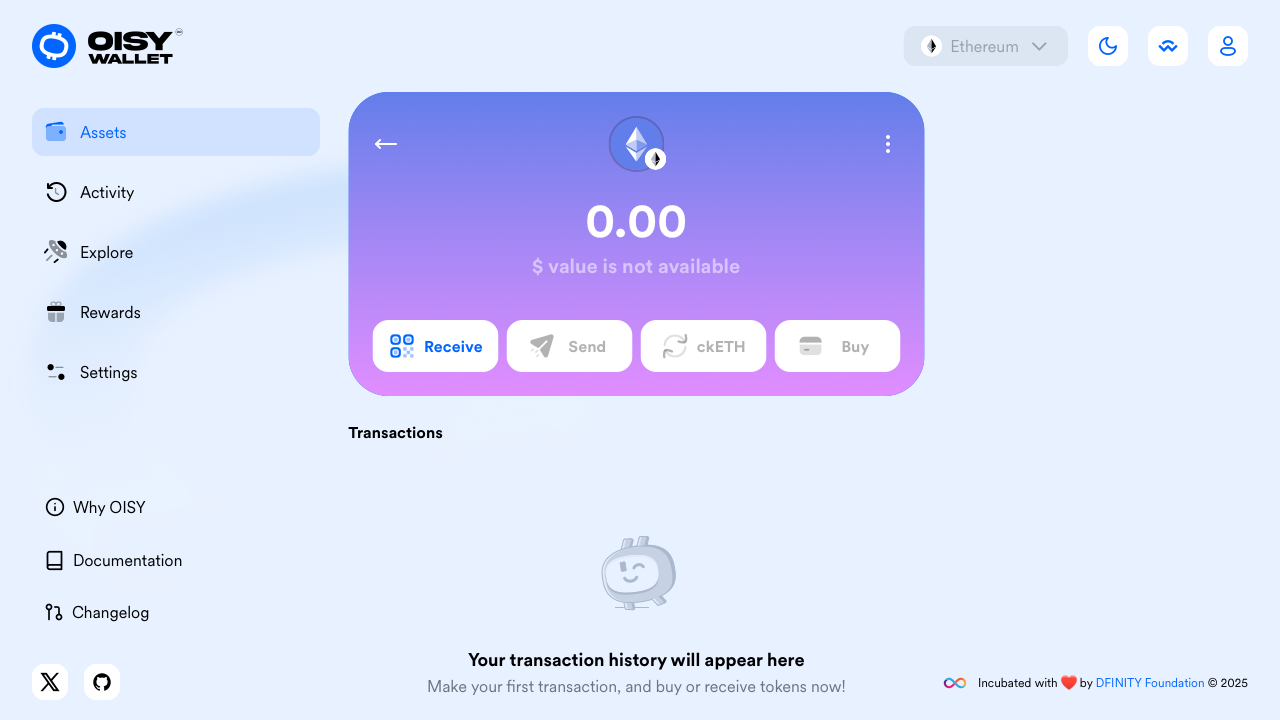 OISY
WALLET
Ethereum
Assets
Activity
Explore
Rewards
Settings
Why OISY
Documentation
Changelog
0.00
$ value is not available
Receive
Send
ckETH
Buy
Transactions
Your transaction history will appear here
Make your first transaction, and buy or receive tokens now!
Incubated with ❤️ by DFINITY Foundation © 2025